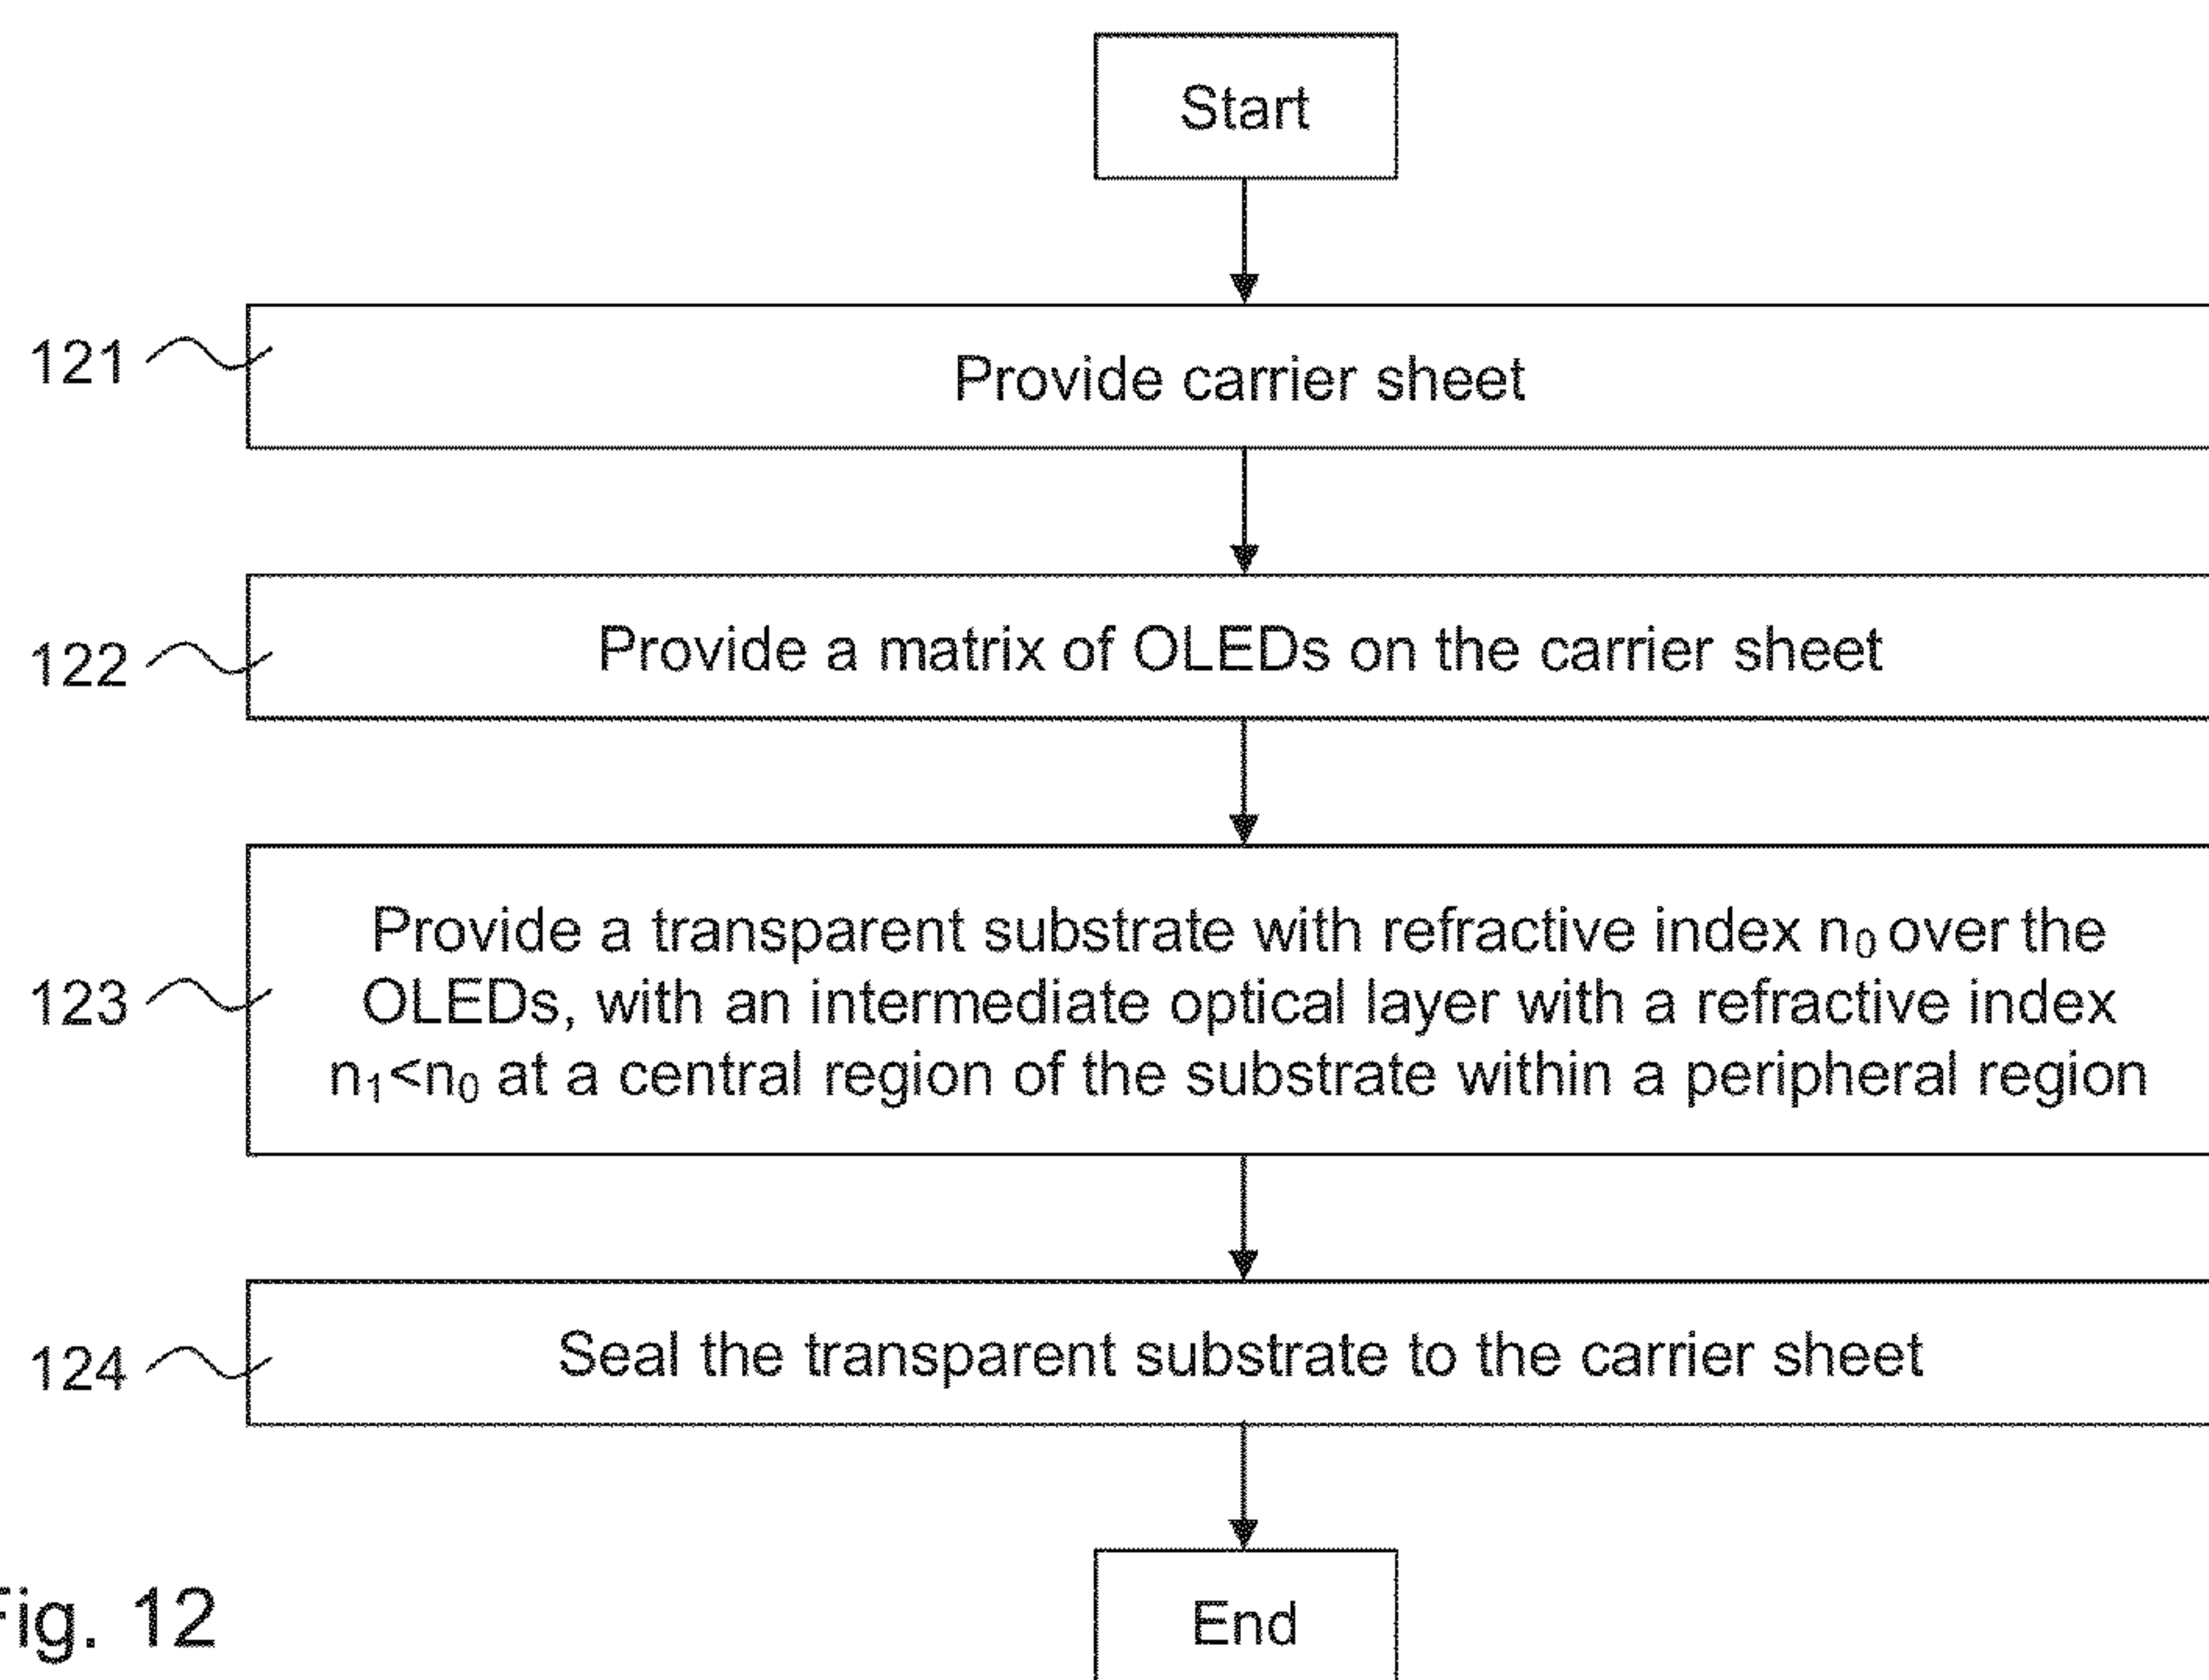 Start
121
Provide carrier sheet
122
Provide a matrix of OLEDs on the carrier sheet
123
Provide a transparent substrate with refractive index n₀ over the
OLEDs, with an intermediate optical layer with a refractive index
n₁<n₀ at a central region of the substrate within a peripheral region
124
Seal the transparent substrate to the carrier sheet
End
Fig. 12